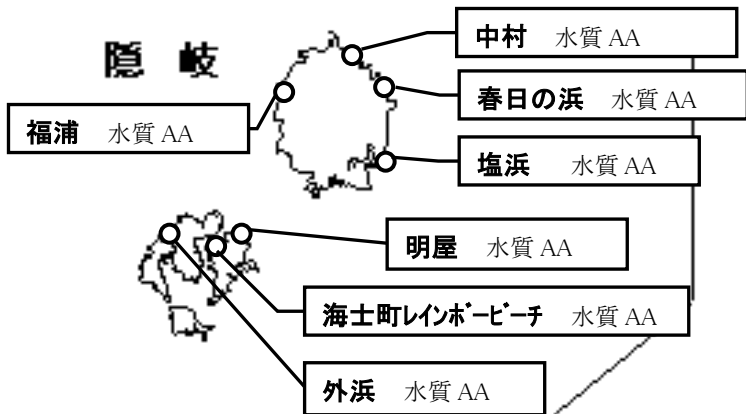 隠岐
中村 水質 AA
春日の浜 水質 AA
福浦 水質 AA
塩浜 水質 AA
明屋 水質 AA
海士町ﾚｲﾝﾎﾞｰﾋﾞｰﾁ 水質 AA
外浜 水質 AA